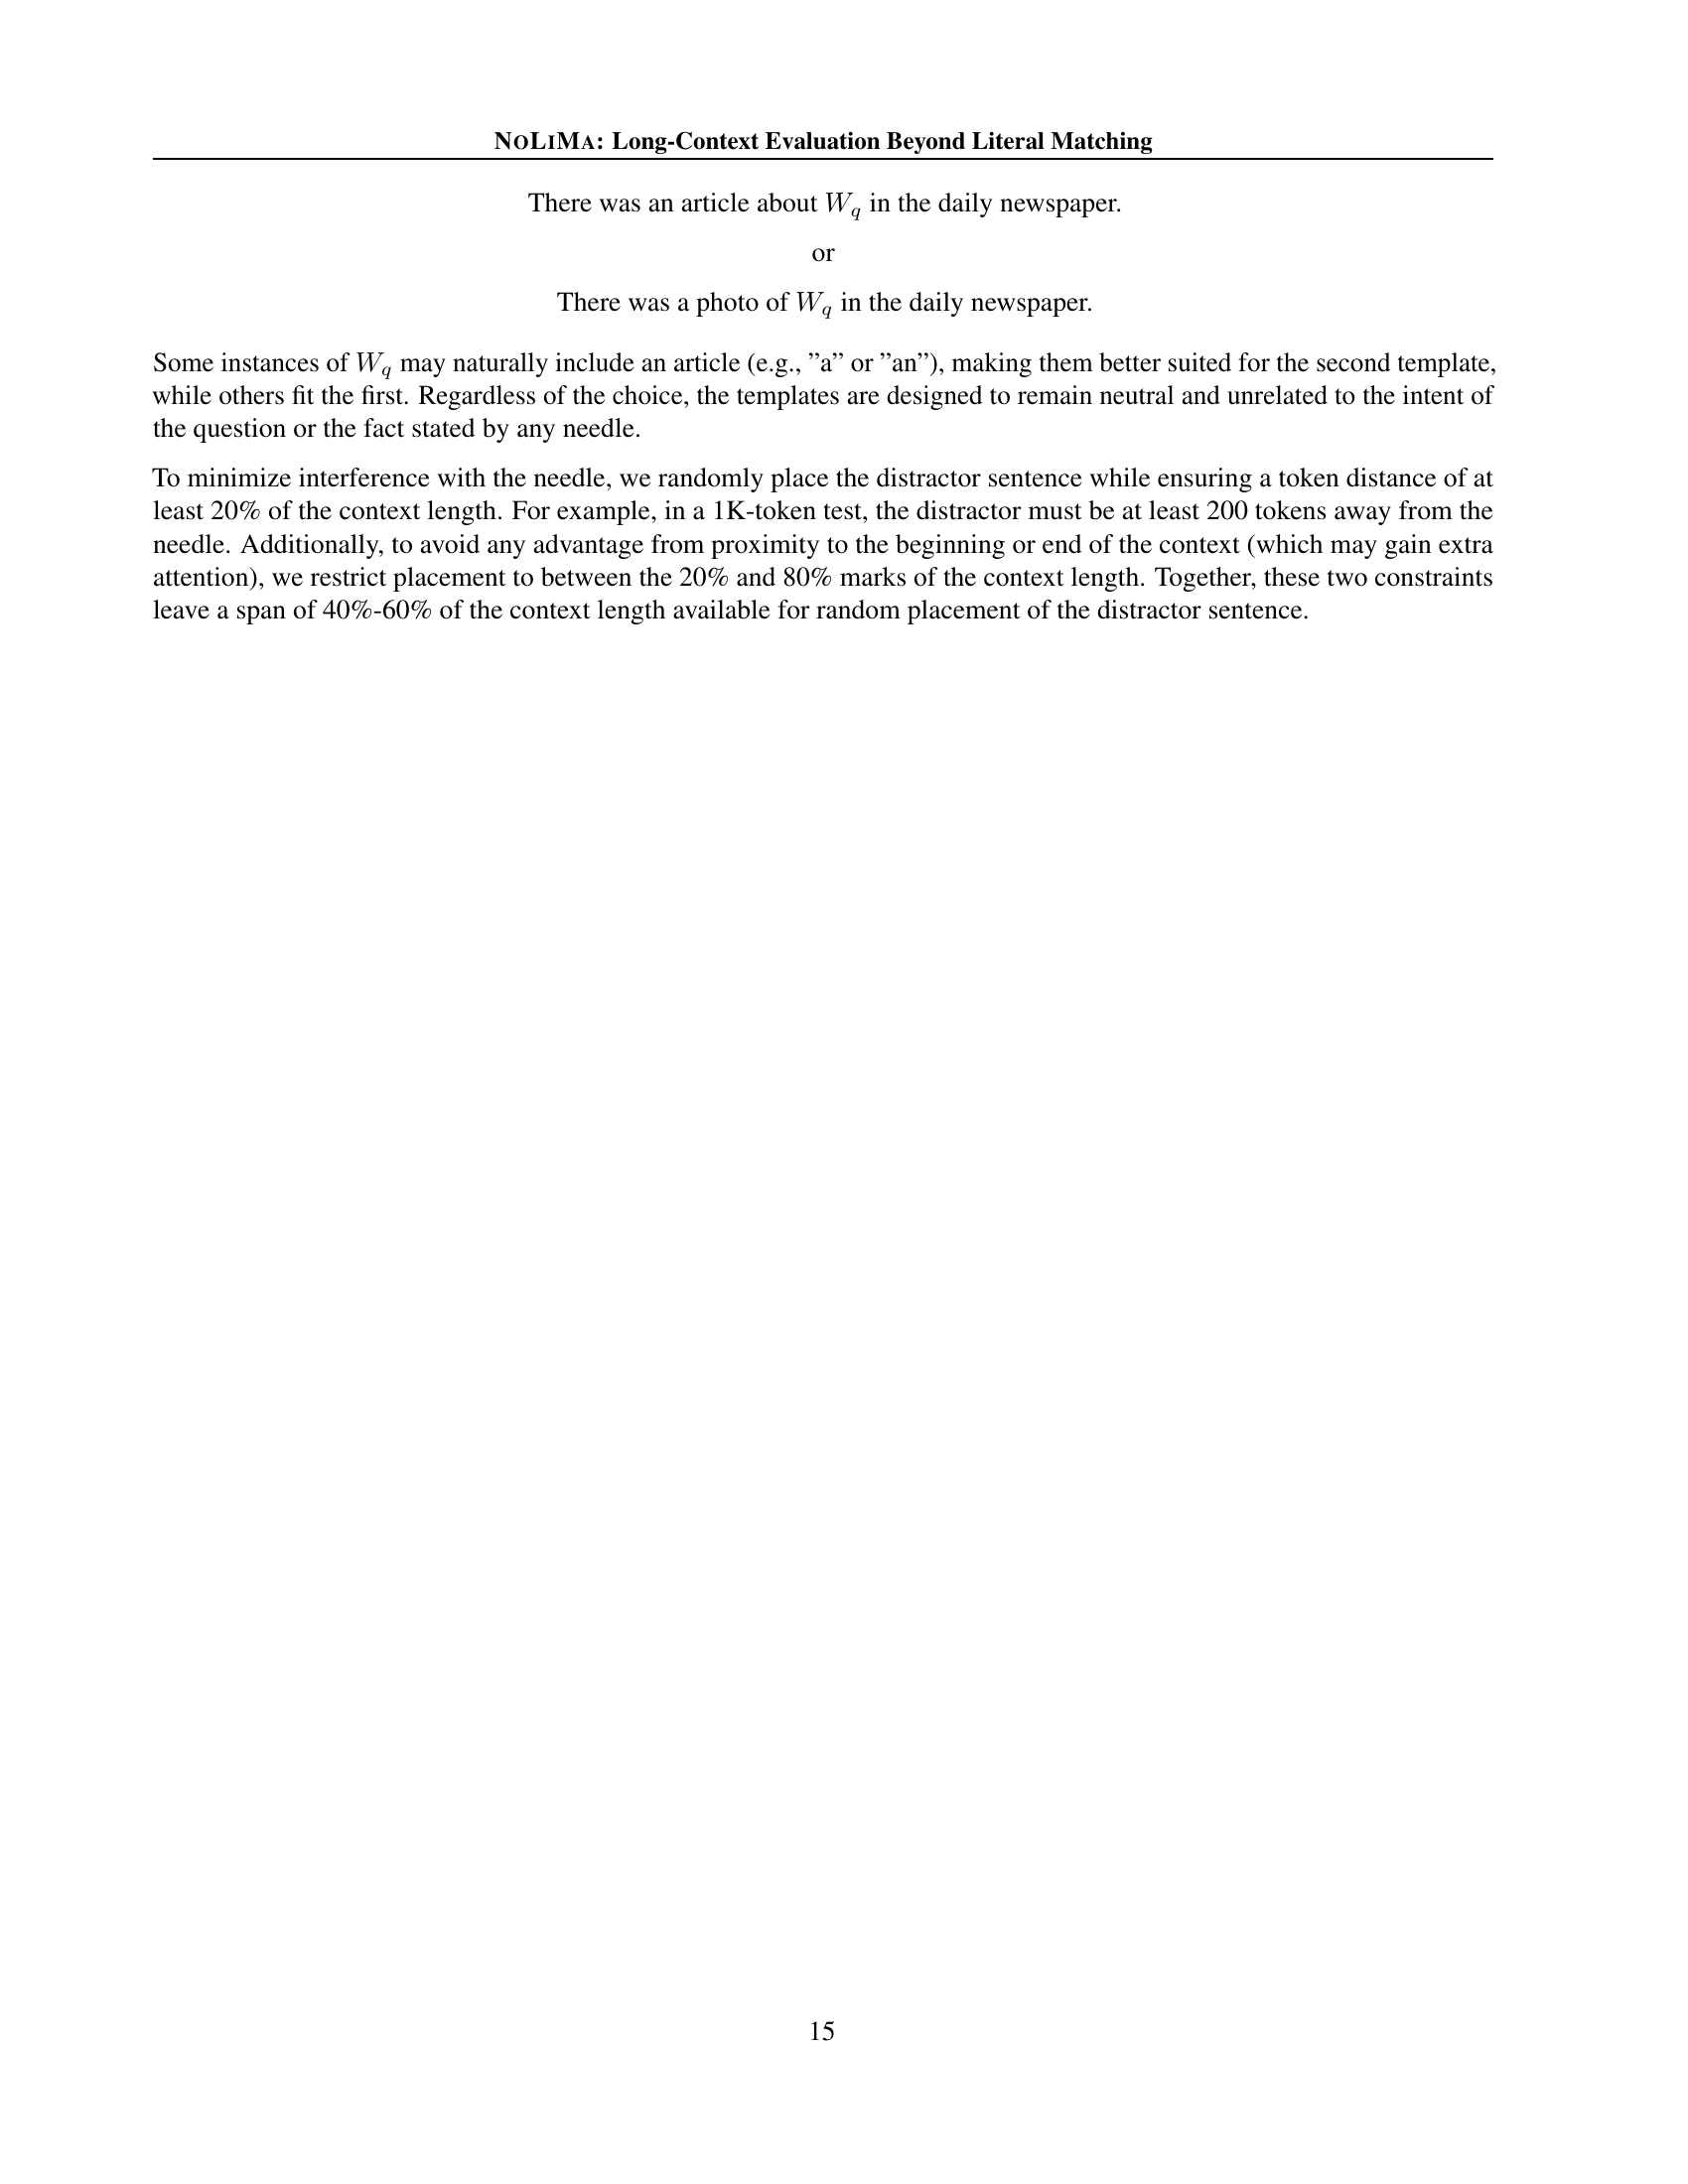 NOLIMA: Long-Context Evaluation Beyond Literal Matching
There was an article about W_q in the daily newspaper.
or
There was a photo of W_q in the daily newspaper.
Some instances of W_q may naturally include an article (e.g., ”a” or ”an”), making them better suited for the second template,
while others fit the first. Regardless of the choice, the templates are designed to remain neutral and unrelated to the intent of
the question or the fact stated by any needle.
To minimize interference with the needle, we randomly place the distractor sentence while ensuring a token distance of at
least 20% of the context length. For example, in a 1K-token test, the distractor must be at least 200 tokens away from the
needle. Additionally, to avoid any advantage from proximity to the beginning or end of the context (which may gain extra
attention), we restrict placement to between the 20% and 80% marks of the context length. Together, these two constraints
leave a span of 40%-60% of the context length available for random placement of the distractor sentence.
15